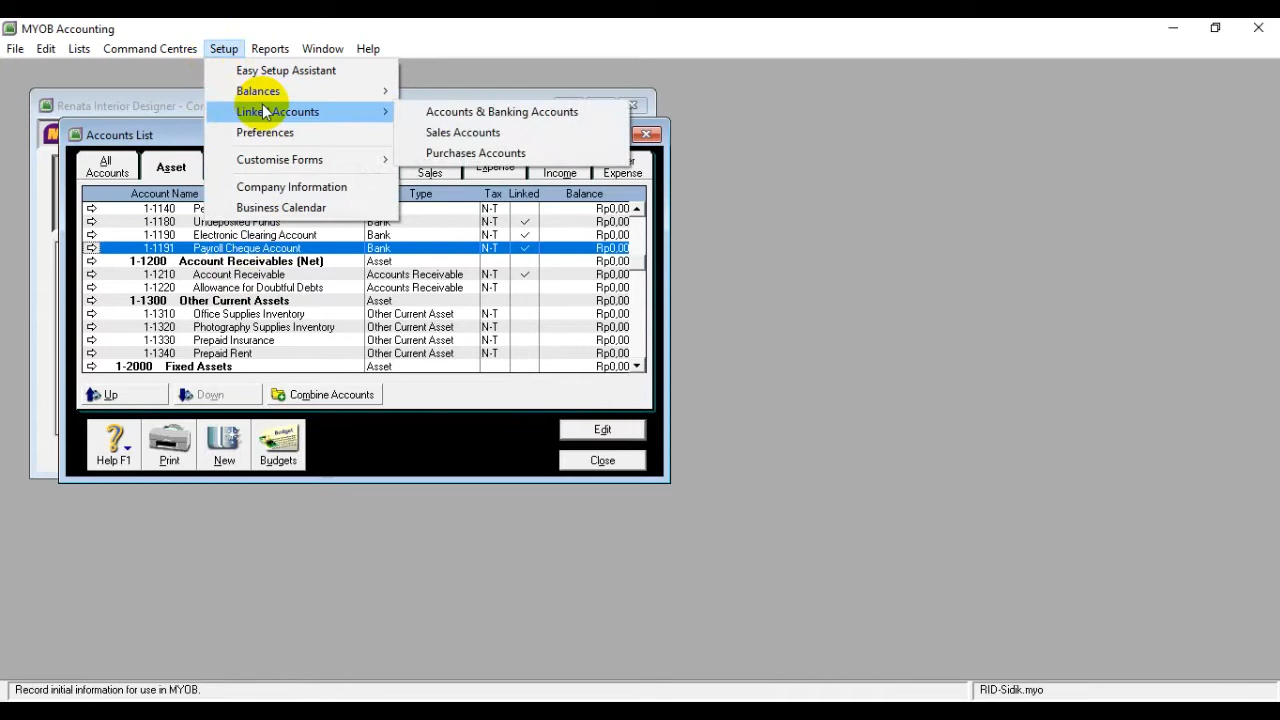 MYOB Accounting
File Edit Lists Command Centres Setup Reports Window Help
Easy Setup Assistant
Balances
Linked Accounts
Preferences
Customise Forms
Company Information
Business Calendar
Accounts & Banking Accounts
Sales Accounts
Purchases Accounts
Renata Interior Designer - Co
Accounts List
All Accounts
Asset
Sales
Expense
Income
Expense
Account Name Type Tax Linked Balance
1-1140 N-T Rp0,00
1-1180 Undeposited Funds Bank N-T Rp0,00
1-1190 Electronic Clearing Account Bank N-T Rp0,00
1-1191 Payroll Cheque Account Bank N-T Rp0,00
1-1200 Account Receivables (Net) Asset Rp0,00
1-1210 Account Receivable Accounts Receivable N-T Rp0,00
1-1220 Allowance for Doubtful Debts Accounts Receivable N-T Rp0,00
1-1300 Other Current Assets Asset Rp0,00
1-1310 Office Supplies Inventory Other Current Asset N-T Rp0,00
1-1320 Photography Supplies Inventory Other Current Asset N-T Rp0,00
1-1330 Prepaid Insurance Other Current Asset N-T Rp0,00
1-1340 Prepaid Rent Other Current Asset N-T Rp0,00
1-2000 Fixed Assets Asset Rp0,00
Up Down Combine Accounts
Edit
Help F1 Print New Budgets
Close
Record initial information for use in MYOB. RID-Sidik.myo